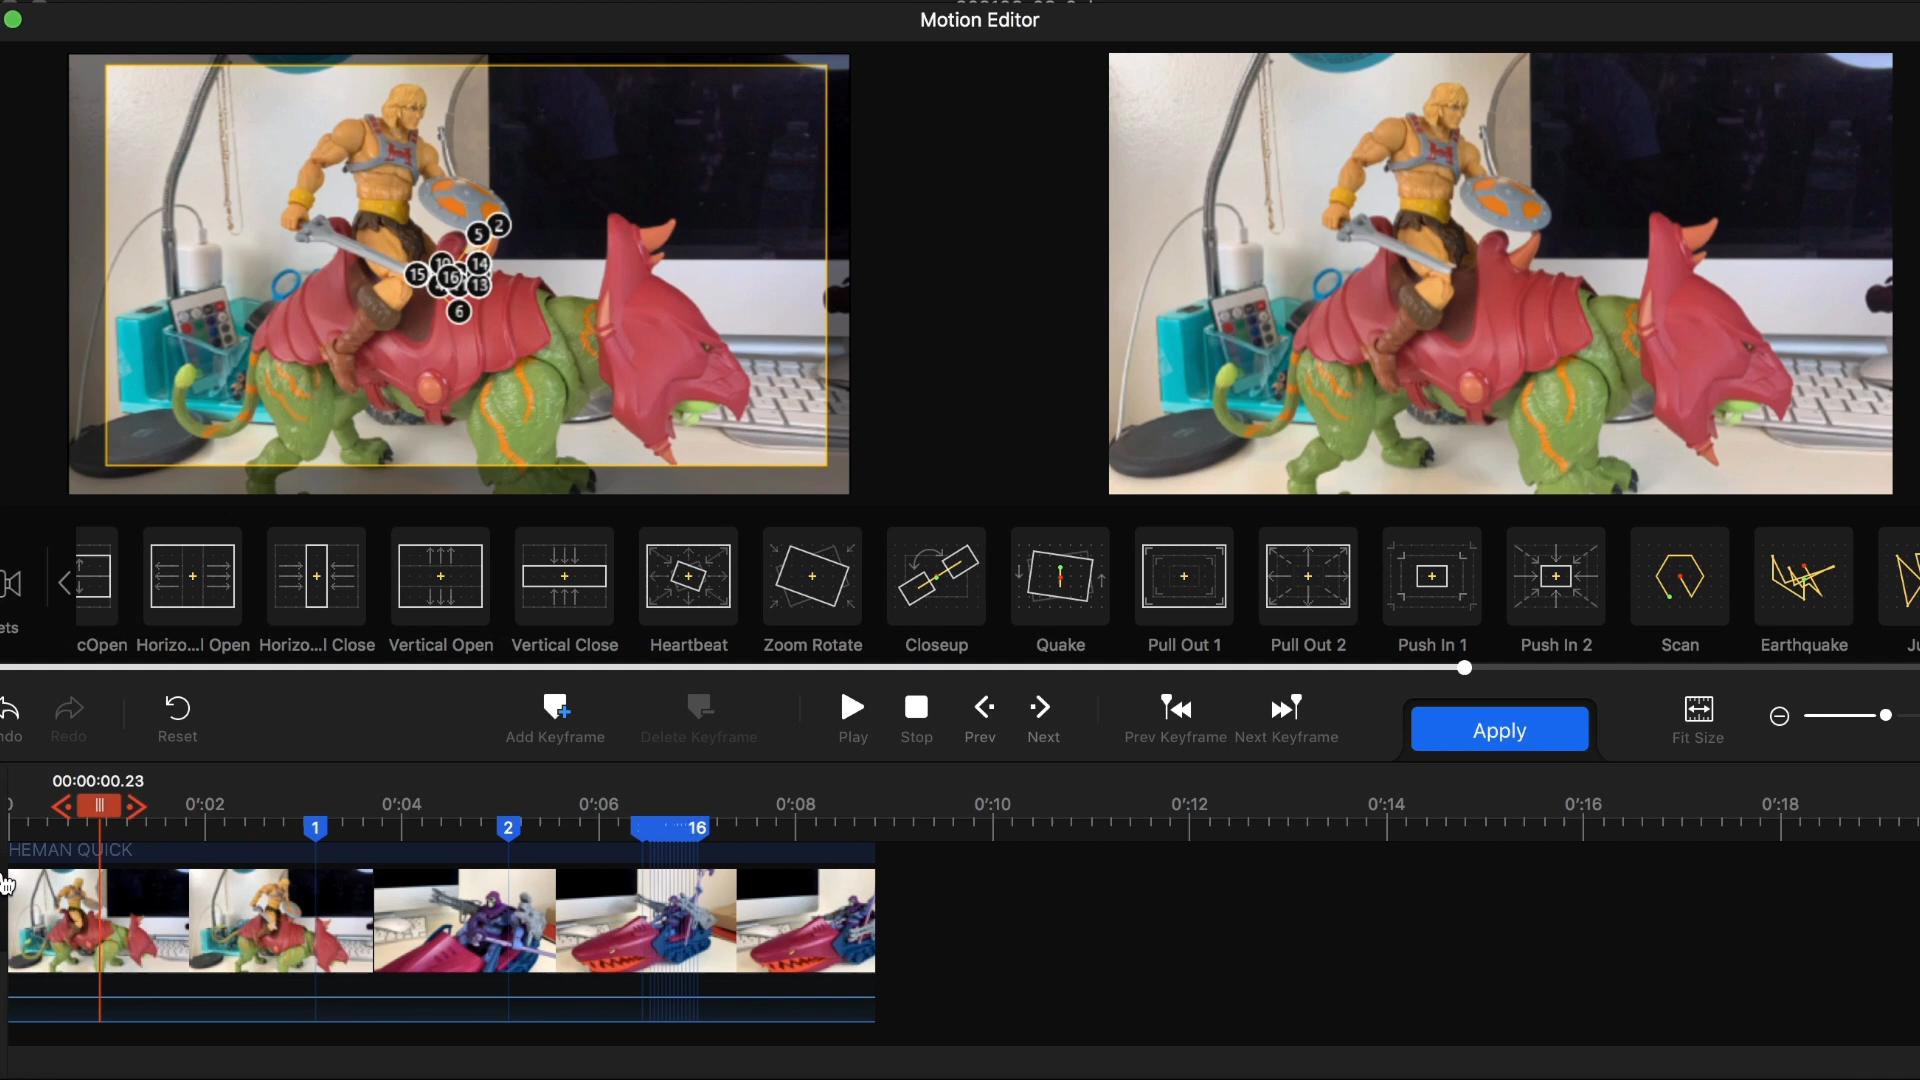 Motion Editor
2
5
10
14
15
16
13
6
ets
cOpen
Horizo...l Open
Horizo...l Close
Vertical Open
Vertical Close
Heartbeat
Zoom Rotate
Closeup
Quake
Pull Out 1
Pull Out 2
Push In 1
Push In 2
Scan
Earthquake
Ju
ndo
Redo
Reset
Add Keyframe
Delete Keyframe
Play
Stop
Prev
Next
Prev Keyframe
Next Keyframe
Apply
Fit Size
00:00:00.23
0':02
0':04
0':06
0':08
0':10
0':12
0':14
0':16
0':18
1
2
16
HEMAN QUICK